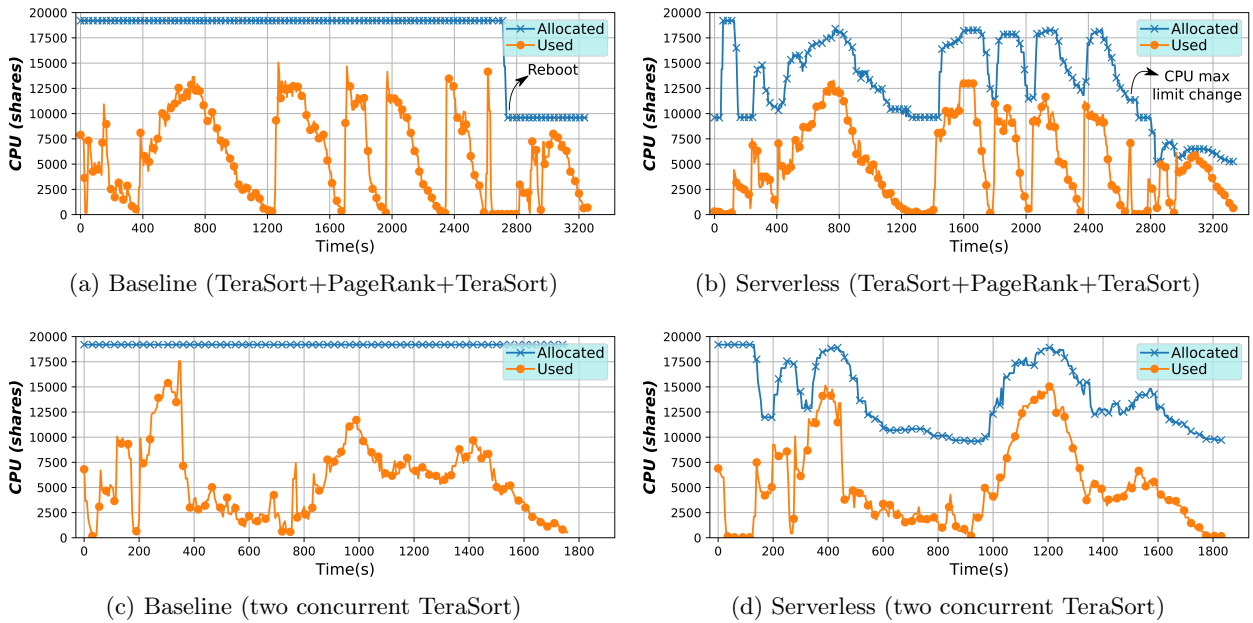 20000
17500
15000
12500
10000
7500
5000
2500
0
CPU (shares)
Allocated
Used
Reboot
0 400 800 1200 1600 2000 2400 2800 3200
Time(s)
(a) Baseline (TeraSort+PageRank+TeraSort)
20000
17500
15000
12500
10000
7500
5000
2500
0
CPU (shares)
Allocated
Used
CPU max
limit change
0 400 800 1200 1600 2000 2400 2800 3200
Time(s)
(b) Serverless (TeraSort+PageRank+TeraSort)
20000
17500
15000
12500
10000
7500
5000
2500
0
CPU (shares)
Allocated
Used
0 200 400 600 800 1000 1200 1400 1600 1800
Time(s)
(c) Baseline (two concurrent TeraSort)
20000
17500
15000
12500
10000
7500
5000
2500
0
CPU (shares)
Allocated
Used
0 200 400 600 800 1000 1200 1400 1600 1800
Time(s)
(d) Serverless (two concurrent TeraSort)